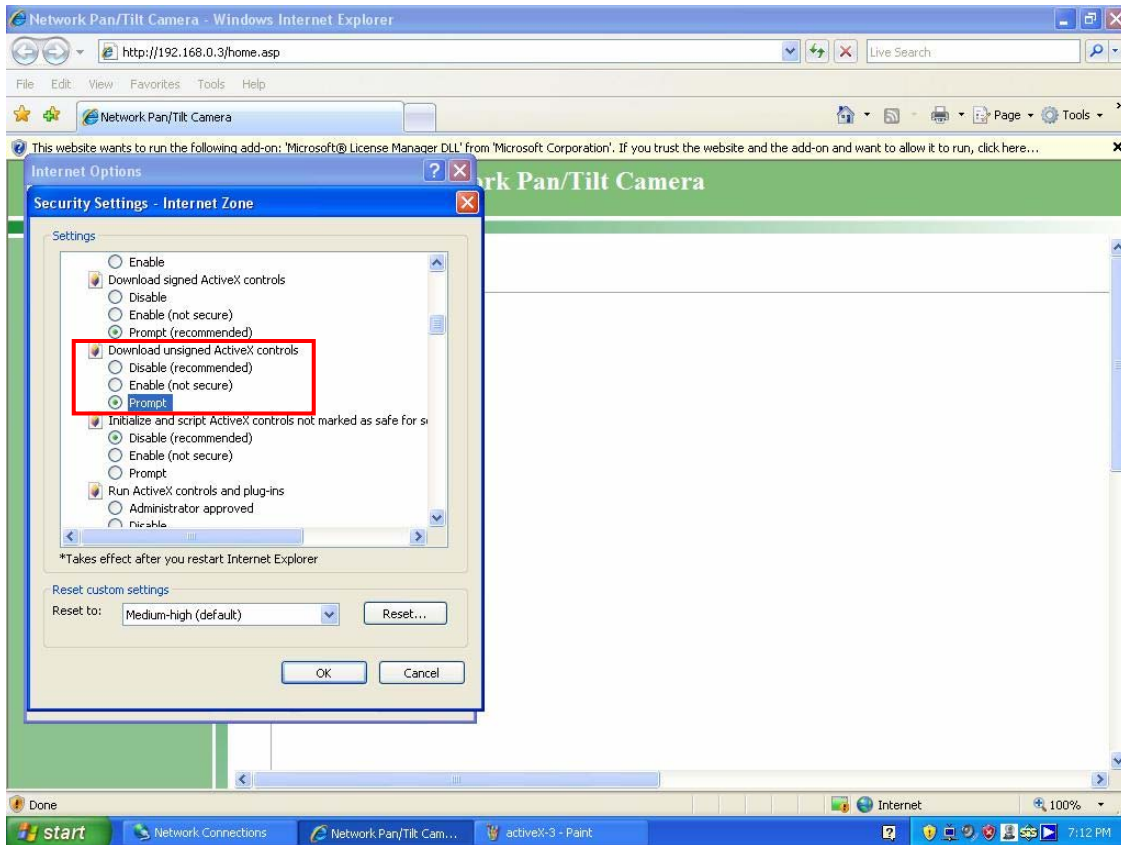 Network Pan/Tilt Camera - Windows Internet Explorer
http://192.168.0.3/home.asp
Live Search
File Edit View Favorites Tools Help
Network Pan/Tilt Camera
Page Tools
This website wants to run the following add-on: 'Microsoft® License Manager DLL' from 'Microsoft Corporation'. If you trust the website and the add-on and want to allow it to run, click here...
Internet Options
rk Pan/Tilt Camera
Security Settings - Internet Zone
Settings
Enable
Download signed ActiveX controls
Disable
Enable (not secure)
Prompt (recommended)
Download unsigned ActiveX controls
Disable (recommended)
Enable (not secure)
Prompt
Initialize and script ActiveX controls not marked as safe for s
Disable (recommended)
Enable (not secure)
Prompt
Run ActiveX controls and plug-ins
Administrator approved
Disable
*Takes effect after you restart Internet Explorer
Reset custom settings
Reset to: Medium-high (default) Reset...
OK Cancel
Done Internet 100%
start Network Connections Network Pan/Tilt Cam... activeX-3 - Paint 7:12 PM